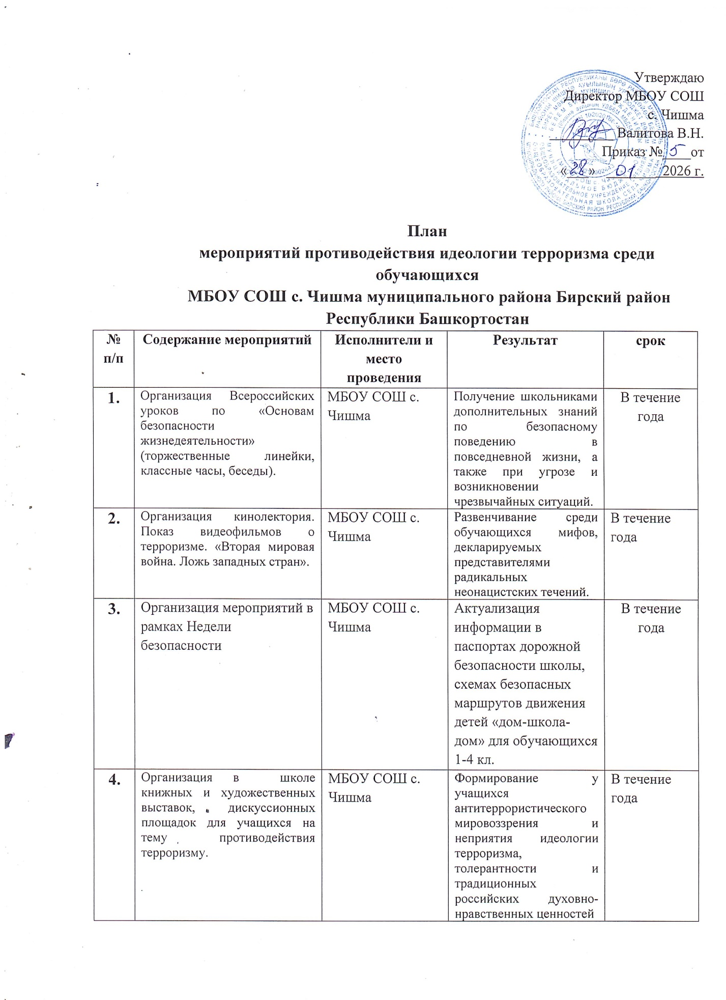 Утверждаю
Директор МБОУ СОШ
с. Чишма
Валитова В.Н.
Приказ № 5 от
«28» 01 2026 г.
План
мероприятий противодействия идеологии терроризма среди
обучающихся
МБОУ СОШ с. Чишма муниципального района Бирский район
Республики Башкортостан
№
п/п
Содержание мероприятий
Исполнители и
место
проведения
Результат
срок
1.
Организация Всероссийских
уроков по «Основам
безопасности
жизнедеятельности»
(торжественные линейки,
классные часы, беседы).
МБОУ СОШ с.
Чишма
Получение школьниками
дополнительных знаний
по безопасному
поведению в
повседневной жизни, а
также при угрозе и
возникновении
чрезвычайных ситуаций.
В течение
года
2.
Организация кинолектория.
Показ видеофильмов о
терроризме. «Вторая мировая
война. Ложь западных стран».
МБОУ СОШ с.
Чишма
Развенчивание среди
обучающихся мифов,
декларируемых
представителями
радикальных
неонацистских течений.
В течение
года
3.
Организация мероприятий в
рамках Недели
безопасности
МБОУ СОШ с.
Чишма
Актуализация
информации в
паспортах дорожной
безопасности школы,
схемах безопасных
маршрутов движения
детей «дом-школа-
дом» для обучающихся
1-4 кл.
В течение
года
4.
Организация в школе
книжных и художественных
выставок, дискуссионных
площадок для учащихся на
тему противодействия
терроризму.
МБОУ СОШ с.
Чишма
Формирование у
учащихся
антитеррористического
мировоззрения и
неприятия идеологии
терроризма,
толерантности и
традиционных
российских духовно-
нравственных ценностей
В течение
года